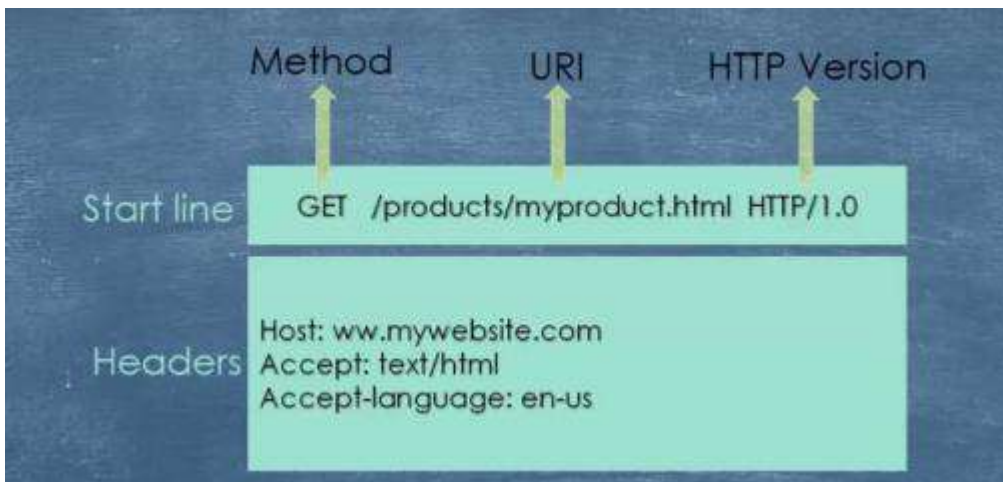 Method URI HTTP Version
Start line GET /products/myproduct.html HTTP/1.0
Host: ww.mywebsite.com
Headers Accept: text/html
Accept-language: en-us